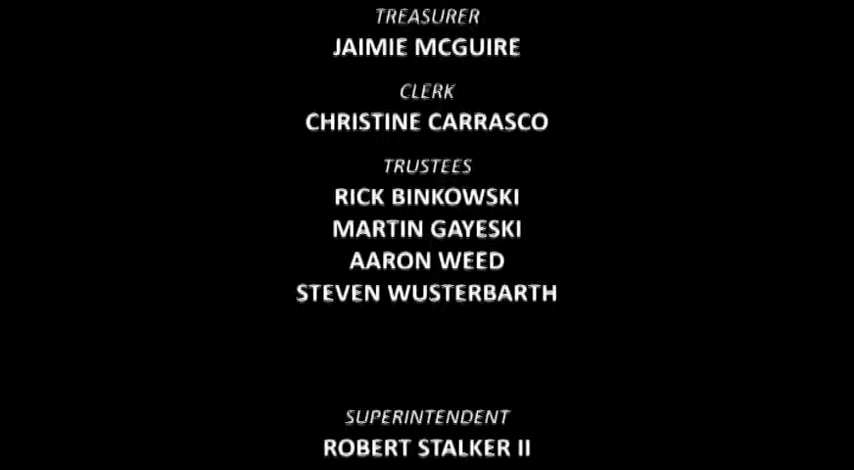 TREASURER
JAIMIE MCGUIRE
CLERK
CHRISTINE CARRASCO
TRUSTEES
RICK BINKOWSKI
MARTIN GAYESKI
AARON WEED
STEVEN WUSTERBARTH
SUPERINTENDENT
ROBERT STALKER II